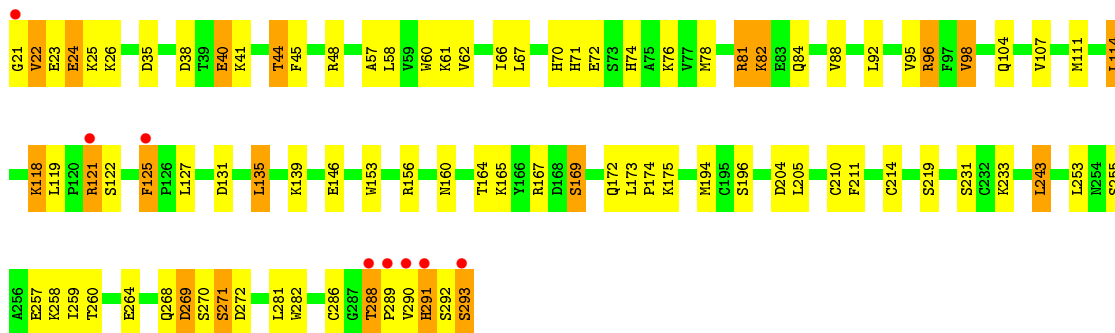 G21 V22 E23 E24 K25 K26 D35 D38 T39 E40 K41 T44 F45 R48 A57 L58 V59 W60 K61 V62 I66 L67 H70 H71 E72 S73 H74 A75 K76 V77 M78 R81 K82 E83 Q84 V88 L92 V95 R96 F97 V98 Q104 V107 M111 L114
K118 L119 P120 R121 S122 F125 P126 L127 D131 L135 K139 E146 W153 R156 N160 T164 K165 Y166 R167 D168 S169 Q172 L173 P174 K175 M194 C195 S196 D204 L205 C210 F211 C214 S219 S231 C232 K233 L243 L253 N254 S255
A256 E257 K258 I259 T260 E264 Q268 D269 S270 S271 D272 L281 W282 C286 G287 T288 P289 V290 H291 S292 S293